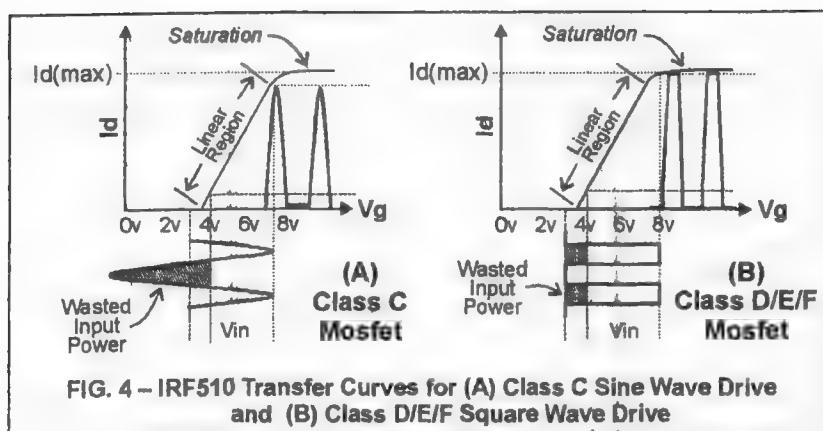 Saturation
Id(max)
Id
Linear
Region
0v 2v 4v 6v 8v Vg
Wasted
Input
Power
Vin
(A)
Class C
Mosfet
Saturation
Id(max)
Id
Linear
Region
0v 2v 4v 6v 8v Vg
Wasted
Input
Power
Vin
(B)
Class D/E/F
Mosfet
FIG. 4 – IRF510 Transfer Curves for (A) Class C Sine Wave Drive
and (B) Class D/E/F Square Wave Drive